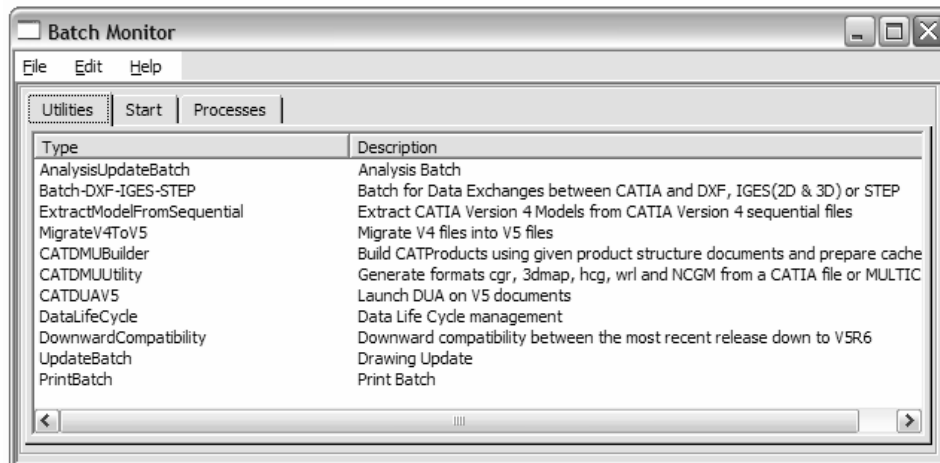 Batch Monitor
File Edit Help
Utilities Start Processes
Type Description
AnalysisUpdateBatch Analysis Batch
Batch-DXF-IGES-STEP Batch for Data Exchanges between CATIA and DXF, IGES(2D & 3D) or STEP
ExtractModelFromSequential Extract CATIA Version 4 Models from CATIA Version 4 sequential files
MigrateV4ToV5 Migrate V4 files into V5 files
CATDMUBuilder Build CATProducts using given product structure documents and prepare cache
CATDMUUtility Generate formats cgr, 3dmap, hcg, wrl and NCGM from a CATIA file or MULTIC
CATDUAV5 Launch DUA on V5 documents
DataLifeCycle Data Life Cycle management
DownwardCompatibility Downward compatibility between the most recent release down to V5R6
UpdateBatch Drawing Update
PrintBatch Print Batch